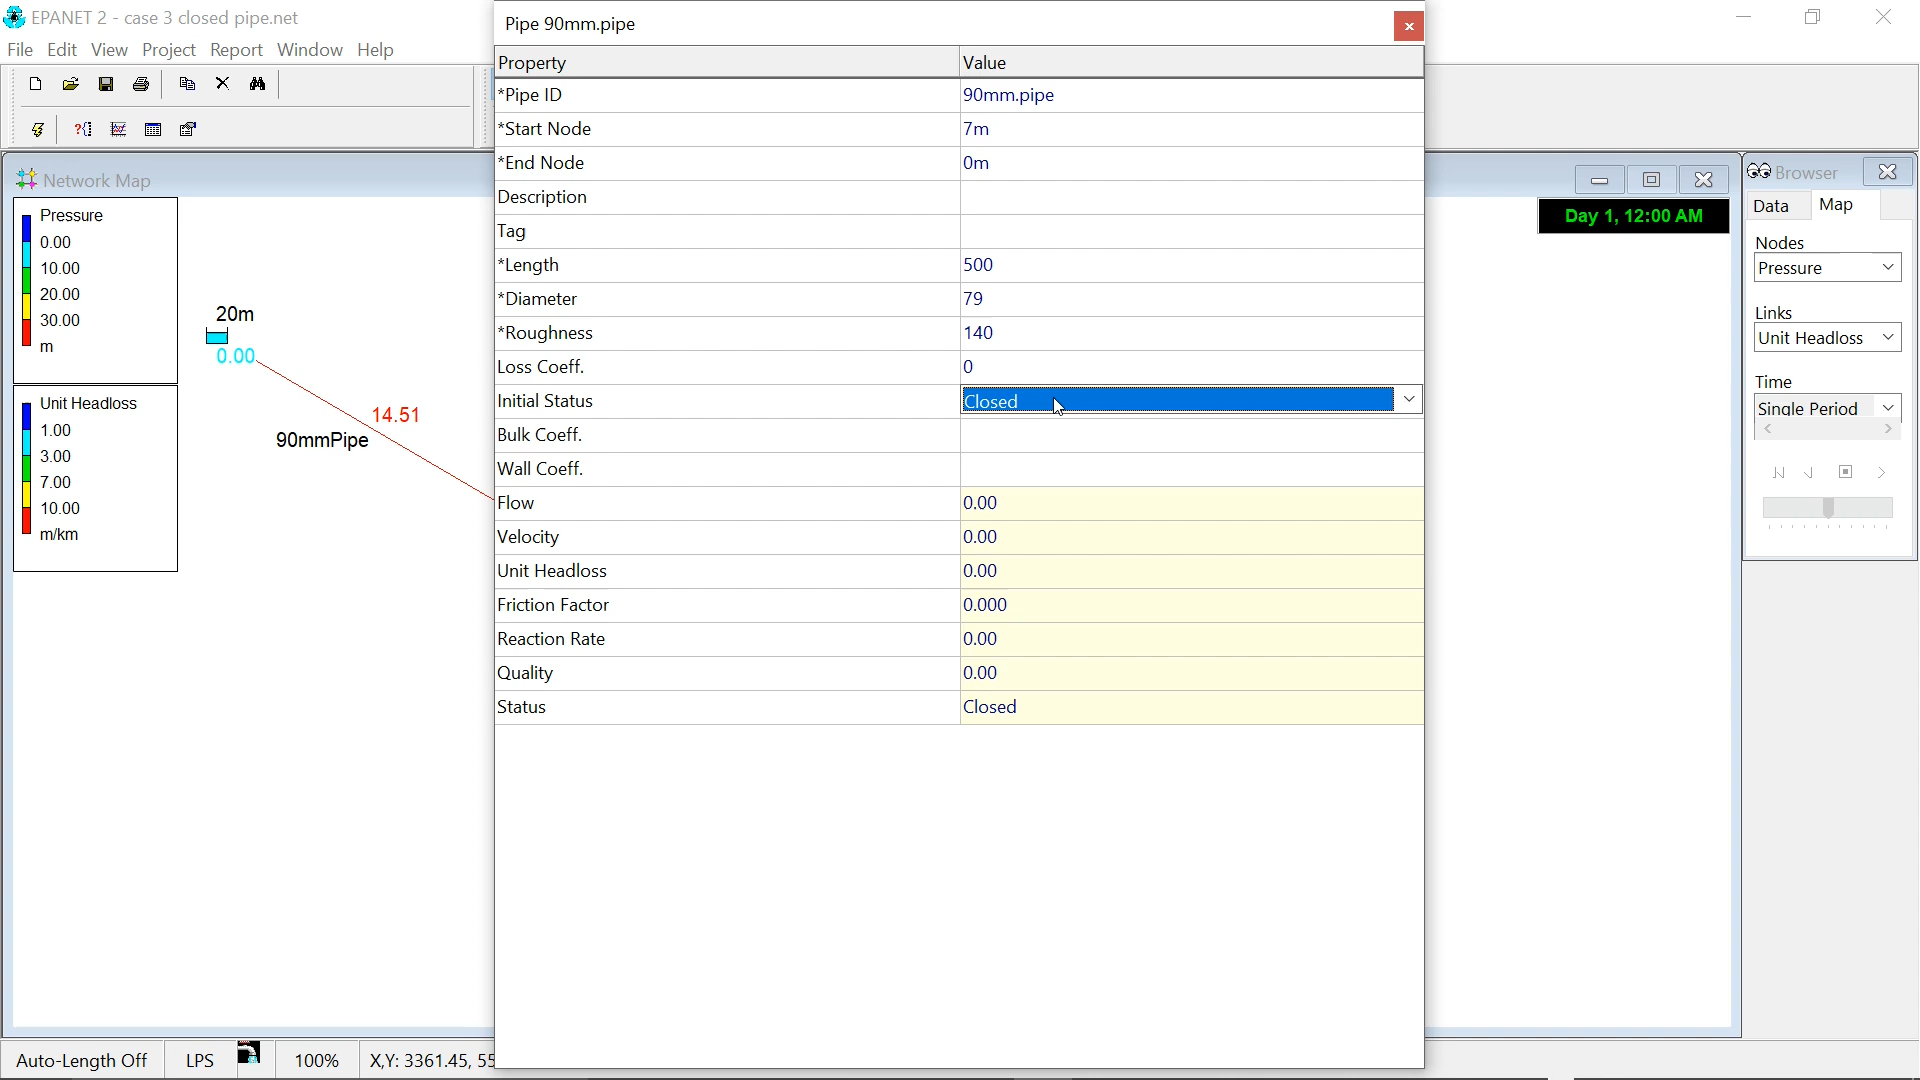 EPANET 2 - case 3 closed pipe.net
File Edit View Project Report Window Help
Network Map
Pressure
0.00
10.00
20.00
30.00
m
Unit Headloss
1.00
3.00
7.00
10.00
m/km
20m
0.00
14.51
90mmPipe
Pipe 90mm.pipe
Property Value
*Pipe ID 90mm.pipe
*Start Node 7m
*End Node 0m
Description
Tag
*Length 500
*Diameter 79
*Roughness 140
Loss Coeff. 0
Initial Status Closed
Bulk Coeff.
Wall Coeff.
Flow 0.00
Velocity 0.00
Unit Headloss 0.00
Friction Factor 0.000
Reaction Rate 0.00
Quality 0.00
Status Closed
Day 1, 12:00 AM
Browser
Data Map
Nodes
Pressure
Links
Unit Headloss
Time
Single Period
Auto-Length Off LPS 100% X,Y: 3361.45, 55